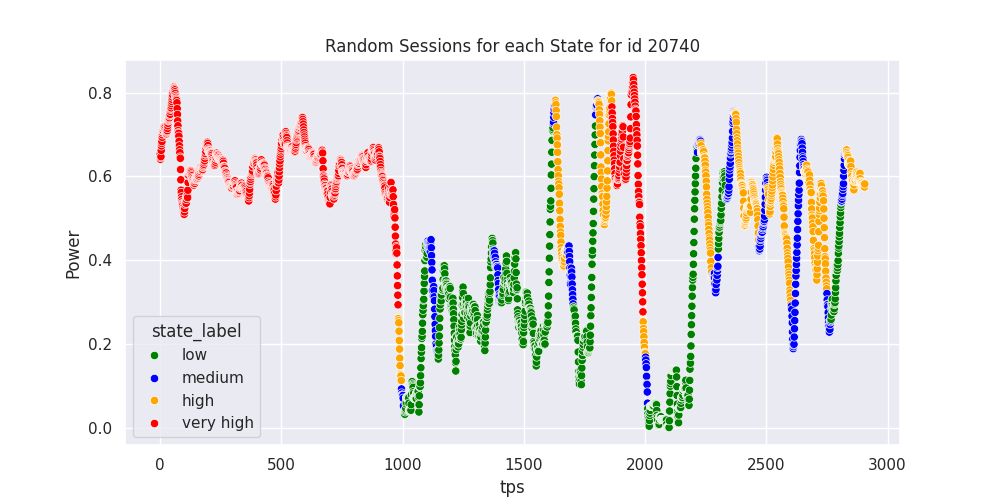 Random Sessions for each State for id 20740
Power
0.8
0.6
0.4
0.2
0.0
state_label
low
medium
high
very high
0 500 1000 1500 2000 2500 3000
tps